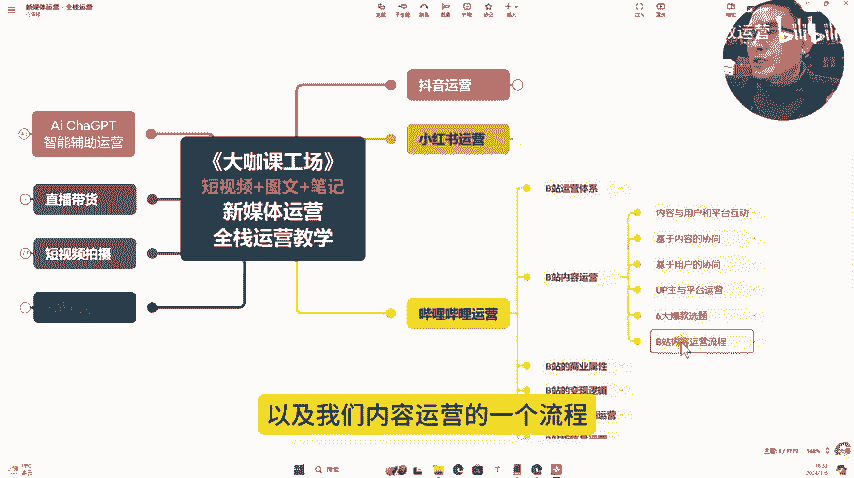 新媒体运营·全栈运营
运营
bilibili
Ai ChaGPT
智能辅助运营
直播带货
短视频拍摄
《大咖课工场》
短视频+图文+笔记
新媒体运营
全栈运营教学
抖音运营
小红书运营
哔哩哔哩运营
B站运营体系
B站内容运营
内容与用户和平台互动
基于内容的协同
基于用户的协同
UP主与平台运营
6大爆款选题
B站内容运营流程
B站的商业属性
B站的变现逻辑
以及我们内容运营的一个流程